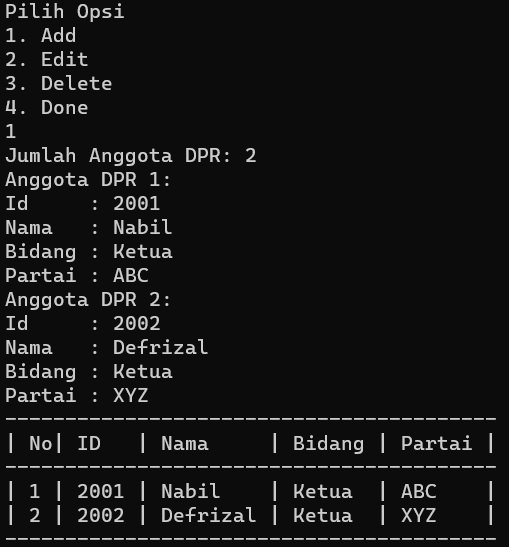 Pilih Opsi
1. Add
2. Edit
3. Delete
4. Done
1
Jumlah Anggota DPR: 2
Anggota DPR 1:
Id     : 2001
Nama   : Nabil
Bidang : Ketua
Partai : ABC
Anggota DPR 2:
Id     : 2002
Nama   : Defrizal
Bidang : Ketua
Partai : XYZ
-----------------------------------------
| No| ID   | Nama     | Bidang | Partai |
-----------------------------------------
| 1 | 2001 | Nabil    | Ketua  | ABC    |
| 2 | 2002 | Defrizal | Ketua  | XYZ    |
-----------------------------------------